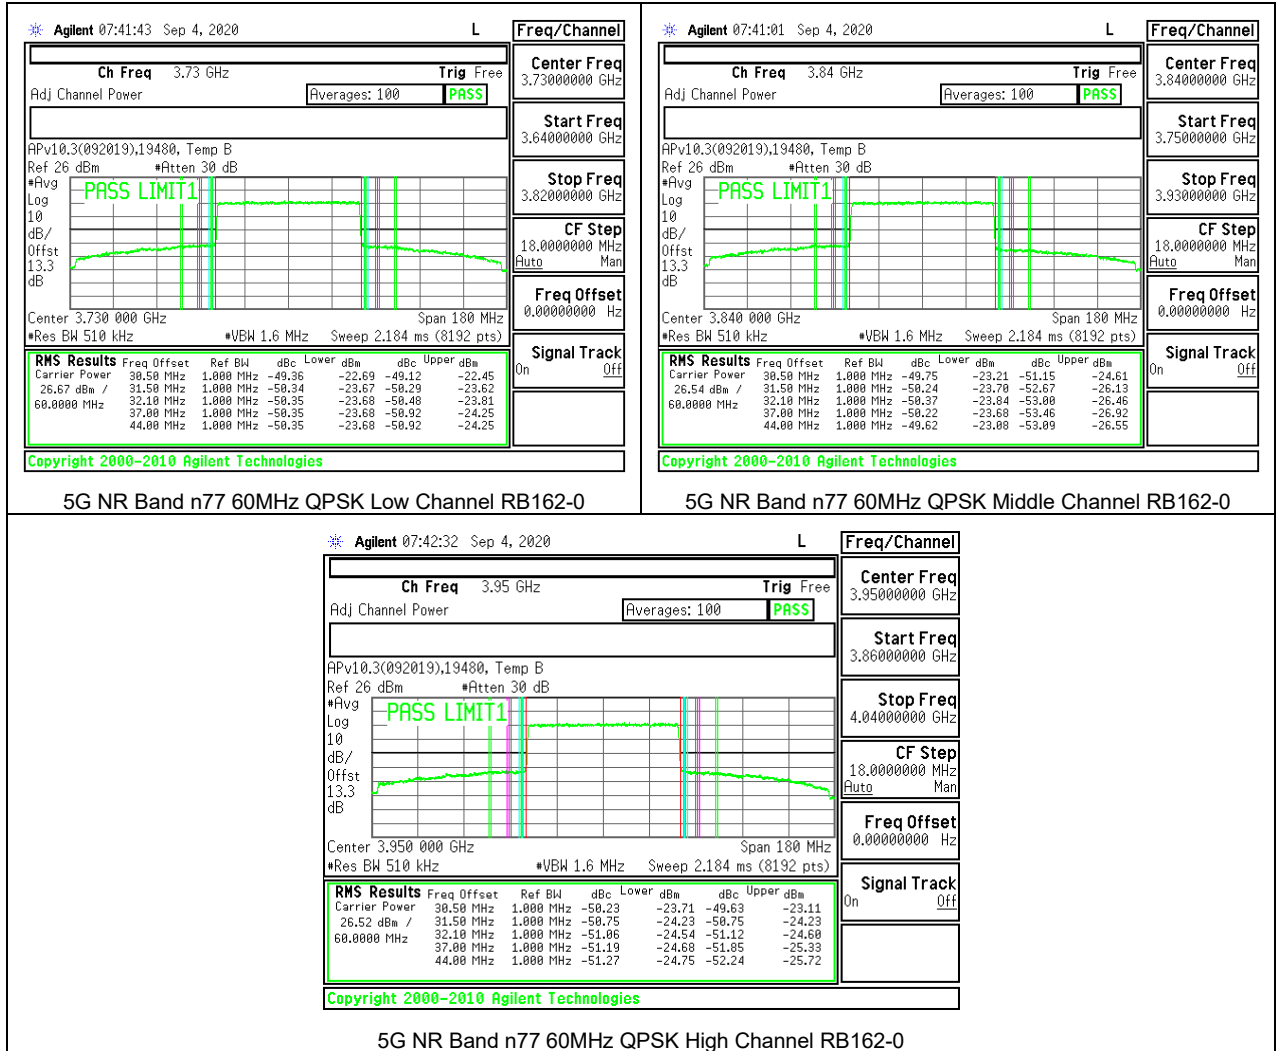 Agilent 07:41:43 Sep 4, 2020 L Freq/Channel
Ch Freq 3.73 GHz Trig Free
Adj Channel Power Averages: 100 PASS
APv10.3(092019),19480, Temp B
Ref 26 dBm #Atten 30 dB
#Avg
Log
10
dB/
Offst
13.3
dB
PASS LIMIT1
Center 3.730 000 GHz Span 180 MHz
#Res BW 510 kHz #VBW 1.6 MHz Sweep 2.184 ms (8192 pts)
RMS Results Freq Offset Ref BW dBc Lower dBm dBc Upper dBm
Carrier Power 30.50 MHz 1.000 MHz -49.36 -22.69 -49.12 -22.45
26.67 dBm / 31.50 MHz 1.000 MHz -50.34 -23.67 -50.29 -23.62
60.0000 MHz 32.10 MHz 1.000 MHz -50.35 -23.68 -50.48 -23.81
37.00 MHz 1.000 MHz -50.35 -23.68 -50.92 -24.25
44.00 MHz 1.000 MHz -50.35 -23.68 -50.92 -24.25
Copyright 2000-2010 Agilent Technologies
Center Freq
3.73000000 GHz
Start Freq
3.64000000 GHz
Stop Freq
3.82000000 GHz
CF Step
18.0000000 MHz
Auto Man
Freq Offset
0.00000000 Hz
Signal Track
On Off
5G NR Band n77 60MHz QPSK Low Channel RB162-0
Agilent 07:41:01 Sep 4, 2020 L Freq/Channel
Ch Freq 3.84 GHz Trig Free
Adj Channel Power Averages: 100 PASS
APv10.3(092019),19480, Temp B
Ref 26 dBm #Atten 30 dB
#Avg
Log
10
dB/
Offst
13.3
dB
PASS LIMIT1
Center 3.840 000 GHz Span 180 MHz
#Res BW 510 kHz #VBW 1.6 MHz Sweep 2.184 ms (8192 pts)
RMS Results Freq Offset Ref BW dBc Lower dBm dBc Upper dBm
Carrier Power 30.50 MHz 1.000 MHz -49.75 -23.21 -51.15 -24.61
26.54 dBm / 31.50 MHz 1.000 MHz -50.24 -23.70 -52.67 -26.13
60.0000 MHz 32.10 MHz 1.000 MHz -50.37 -23.84 -53.00 -26.46
37.00 MHz 1.000 MHz -50.22 -23.68 -53.46 -26.92
44.00 MHz 1.000 MHz -49.62 -23.08 -53.09 -26.55
Copyright 2000-2010 Agilent Technologies
Center Freq
3.84000000 GHz
Start Freq
3.75000000 GHz
Stop Freq
3.93000000 GHz
CF Step
18.0000000 MHz
Auto Man
Freq Offset
0.00000000 Hz
Signal Track
On Off
5G NR Band n77 60MHz QPSK Middle Channel RB162-0
Agilent 07:42:32 Sep 4, 2020 L Freq/Channel
Ch Freq 3.95 GHz Trig Free
Adj Channel Power Averages: 100 PASS
APv10.3(092019),19480, Temp B
Ref 26 dBm #Atten 30 dB
#Avg
Log
10
dB/
Offst
13.3
dB
PASS LIMIT1
Center 3.950 000 GHz Span 180 MHz
#Res BW 510 kHz #VBW 1.6 MHz Sweep 2.184 ms (8192 pts)
RMS Results Freq Offset Ref BW dBc Lower dBm dBc Upper dBm
Carrier Power 30.50 MHz 1.000 MHz -50.23 -23.71 -49.63 -23.11
26.52 dBm / 31.50 MHz 1.000 MHz -50.75 -24.23 -50.75 -24.23
60.0000 MHz 32.10 MHz 1.000 MHz -51.06 -24.54 -51.12 -24.60
37.00 MHz 1.000 MHz -51.19 -24.68 -51.85 -25.33
44.00 MHz 1.000 MHz -51.27 -24.75 -52.24 -25.72
Copyright 2000-2010 Agilent Technologies
Center Freq
3.95000000 GHz
Start Freq
3.86000000 GHz
Stop Freq
4.04000000 GHz
CF Step
18.0000000 MHz
Auto Man
Freq Offset
0.00000000 Hz
Signal Track
On Off
5G NR Band n77 60MHz QPSK High Channel RB162-0